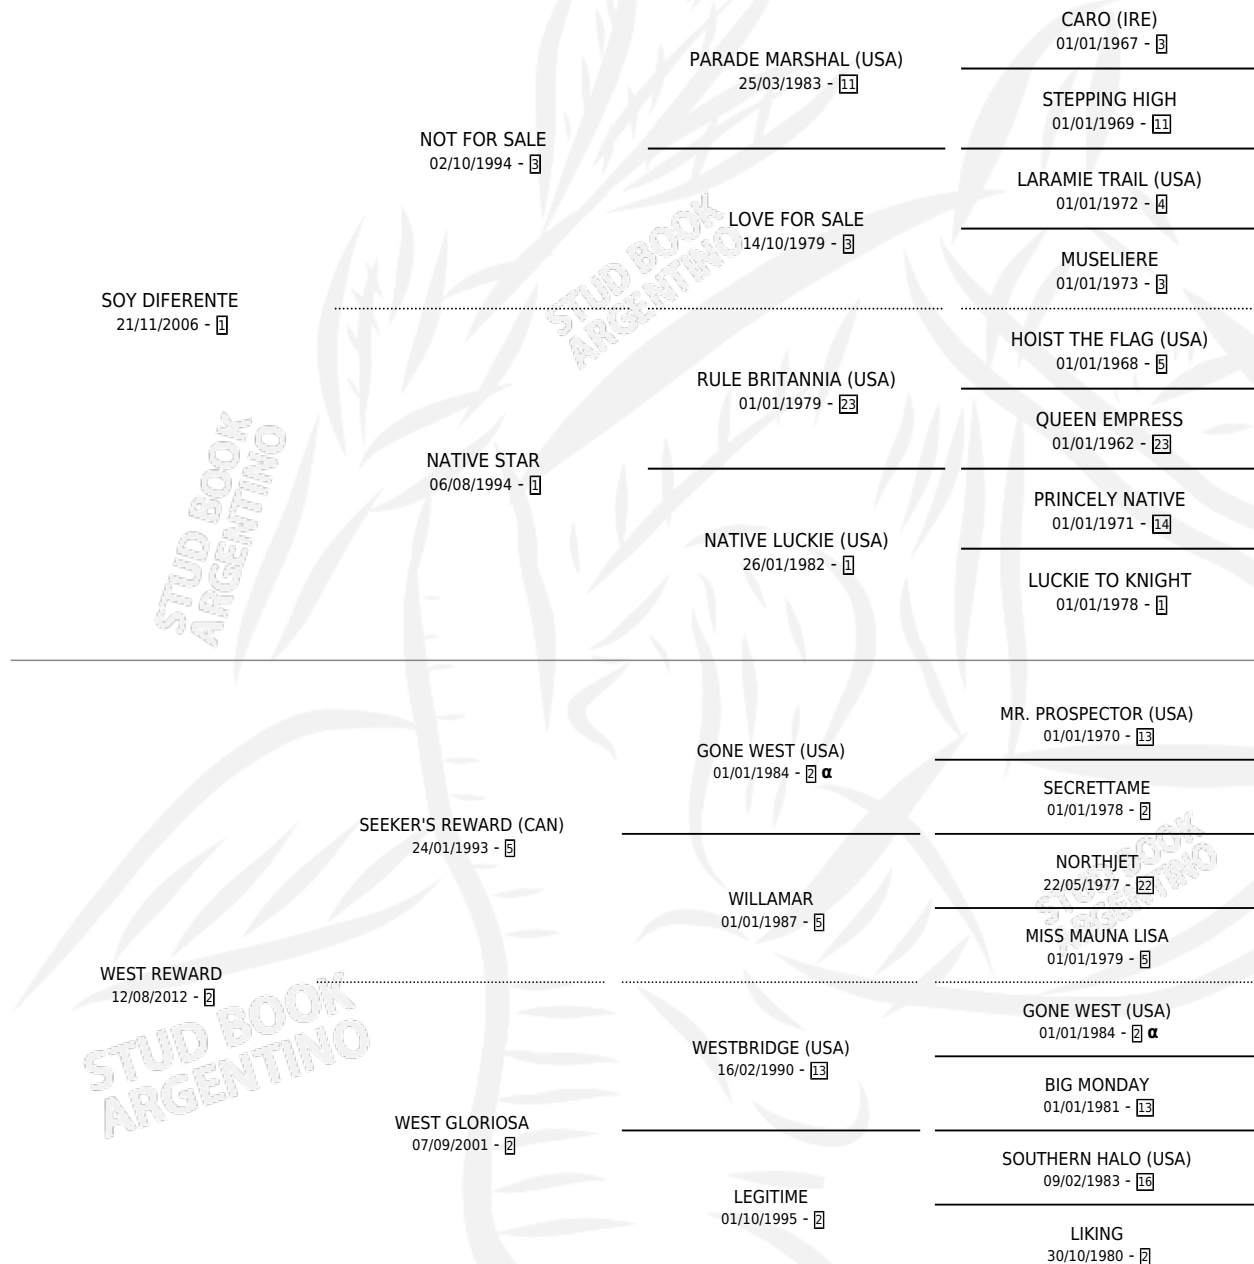 CARO (IRE)
01/01/1967 - 3
PARADE MARSHAL (USA)
25/03/1983 - 11
STEPPING HIGH
01/01/1969 - 11
NOT FOR SALE
02/10/1994 - 3
LARAMIE TRAIL (USA)
01/01/1972 - 4
LOVE FOR SALE
14/10/1979 - 3
MUSELIERE
01/01/1973 - 3
SOY DIFERENTE
21/11/2006 - 1
HOIST THE FLAG (USA)
01/01/1968 - 5
RULE BRITANNIA (USA)
01/01/1979 - 23
QUEEN EMPRESS
01/01/1962 - 23
NATIVE STAR
06/08/1994 - 1
PRINCELY NATIVE
01/01/1971 - 14
NATIVE LUCKIE (USA)
26/01/1982 - 1
LUCKIE TO KNIGHT
01/01/1978 - 1
MR. PROSPECTOR (USA)
01/01/1970 - 13
GONE WEST (USA)
01/01/1984 - 2 α
SECRETTAME
01/01/1978 - 2
SEEKER'S REWARD (CAN)
24/01/1993 - 5
NORTHJET
22/05/1977 - 22
WILLAMAR
01/01/1987 - 5
MISS MAUNA LISA
01/01/1979 - 5
WEST REWARD
12/08/2012 - 2
GONE WEST (USA)
01/01/1984 - 2 α
WESTBRIDGE (USA)
16/02/1990 - 13
BIG MONDAY
01/01/1981 - 13
WEST GLORIOSA
07/09/2001 - 2
SOUTHERN HALO (USA)
09/02/1983 - 16
LEGITIME
01/10/1995 - 2
LIKING
30/10/1980 - 2
STUD BOOK
ARGENTINO
STUD BOOK
ARGENTINO
STUD BOOK
ARGENTINO
STUD BOOK
ARGENTINO